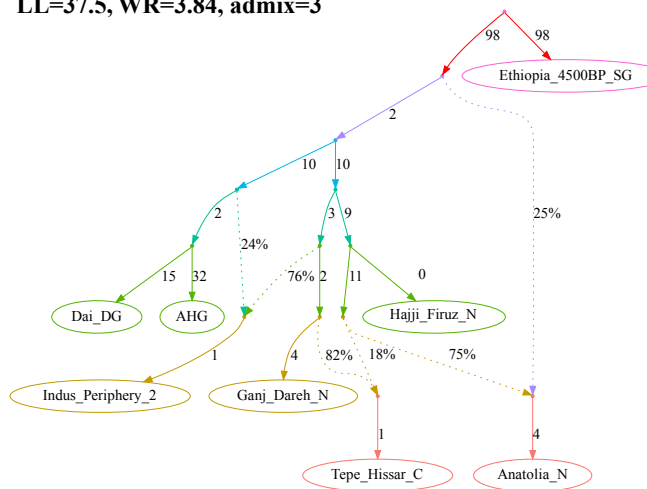 LL=37.5, WR=3.84, admix=3
98
98
Ethiopia_4500BP_SG
2
10
10
2
24%
3
9
25%
15
32
76%
2
11
0
Dai_DG
AHG
Hajji_Firuz_N
1
4
82%
18%
75%
Indus_Periphery_2
Ganj_Dareh_N
1
4
Tepe_Hissar_C
Anatolia_N